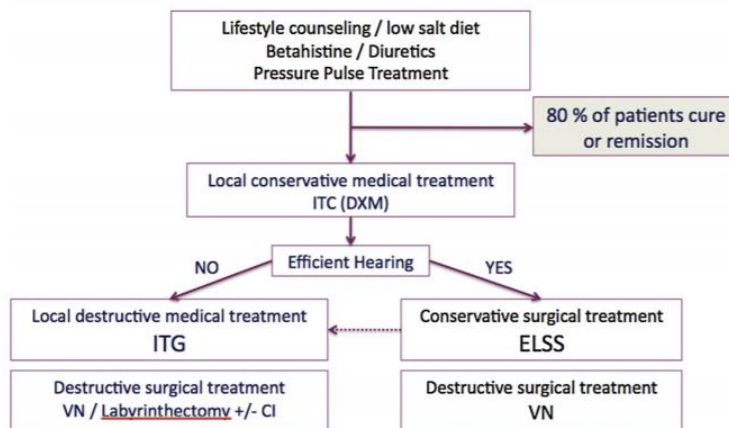 Lifestyle counseling / low salt diet
Betahistine / Diuretics
Pressure Pulse Treatment
80 % of patients cure
or remission
Local conservative medical treatment
ITC (DXM)
Efficient Hearing
NO
YES
Local destructive medical treatment
ITG
Conservative surgical treatment
ELSS
Destructive surgical treatment
VN / Labyrinthectomy +/- CI
Destructive surgical treatment
VN